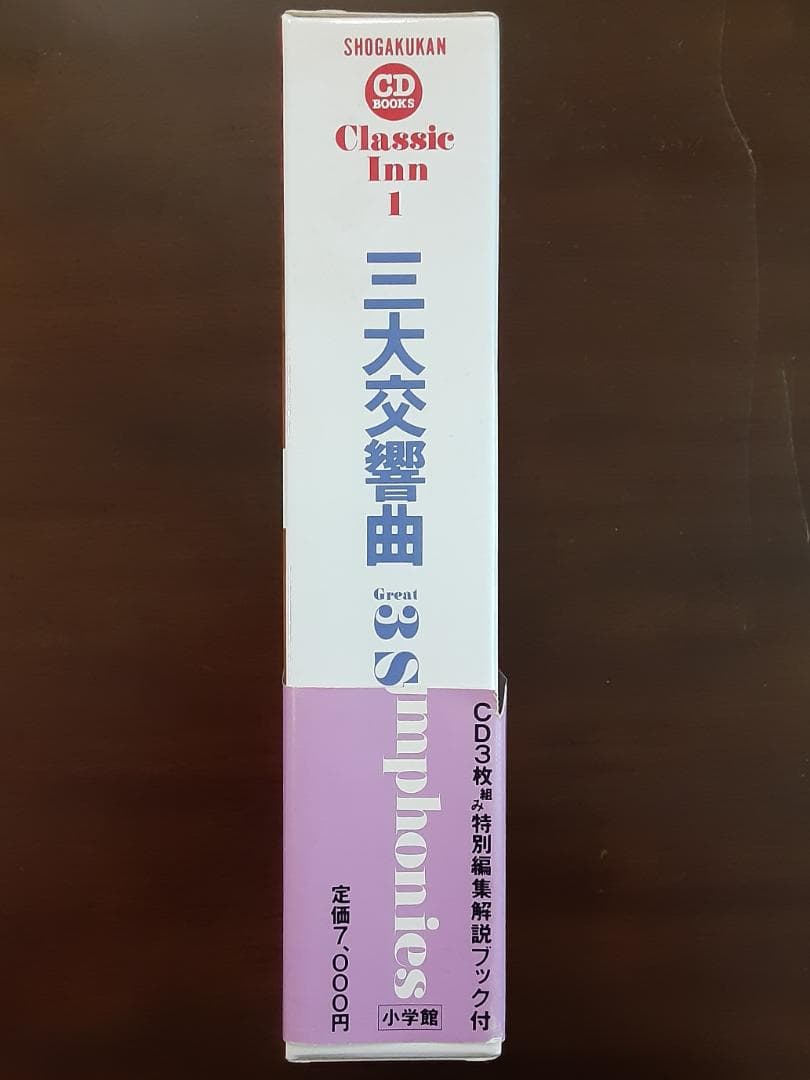 SHOGAKUKAN
CD
BOOKS
Classic
Inn
1
三大交響曲
Great
3 Symphonies
CD3枚組み特別編集解説ブック付
定価7,000円
小学館